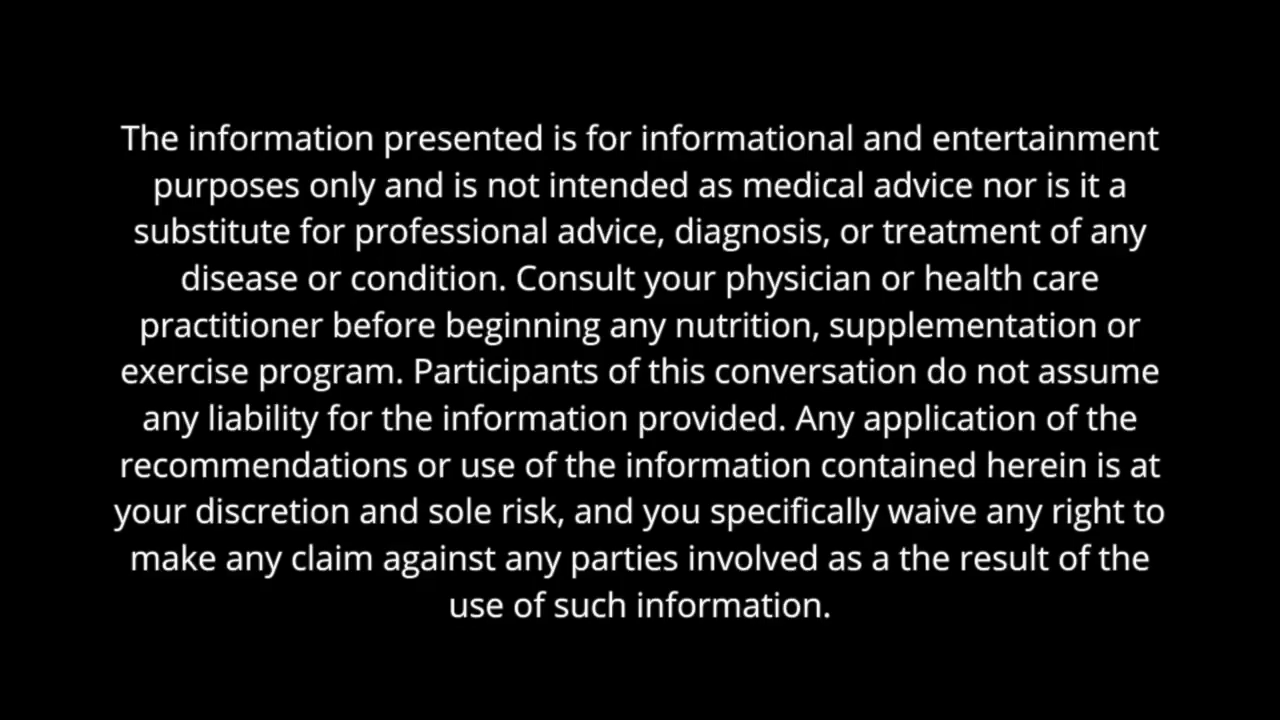 The information presented is for informational and entertainment
purposes only and is not intended as medical advice nor is it a
substitute for professional advice, diagnosis, or treatment of any
disease or condition. Consult your physician or health care
practitioner before beginning any nutrition, supplementation or
exercise program. Participants of this conversation do not assume
any liability for the information provided. Any application of the
recommendations or use of the information contained herein is at
your discretion and sole risk, and you specifically waive any right to
make any claim against any parties involved as a the result of the
use of such information.